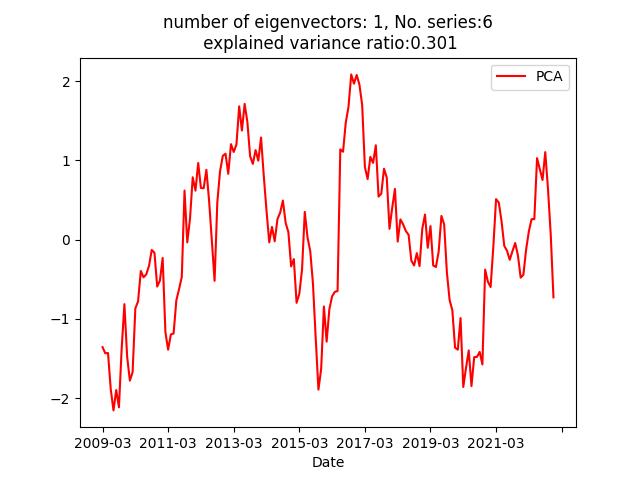 number of eigenvectors: 1, No. series:6
explained variance ratio:0.301
PCA
2
1
0
−1
−2
2009-03 2011-03 2013-03 2015-03 2017-03 2019-03 2021-03
Date